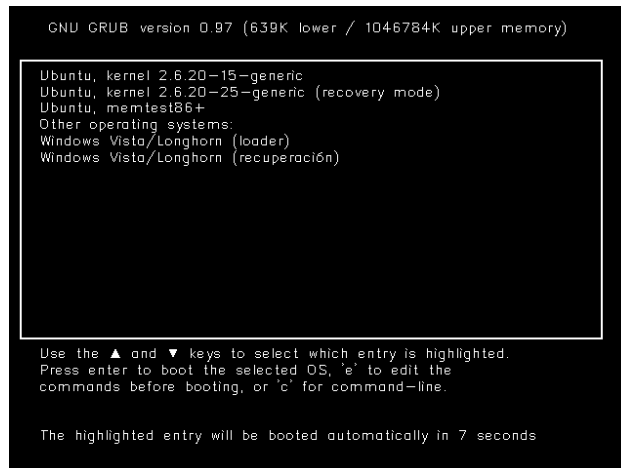 GNU GRUB version 0.97 (639K lower / 1046784K upper memory)
Ubuntu, kernel 2.6.20-15-generic
Ubuntu, kernel 2.6.20-25-generic (recovery mode)
Ubuntu, memtest86+
Other operating systems:
Windows Vista/Longhorn (loader)
Windows Vista/Longhorn (recuperación)
Use the ▲ and ▼ keys to select which entry is highlighted.
Press enter to boot the selected OS, 'e' to edit the
commands before booting, or 'c' for command-line.
The highlighted entry will be booted automatically in 7 seconds